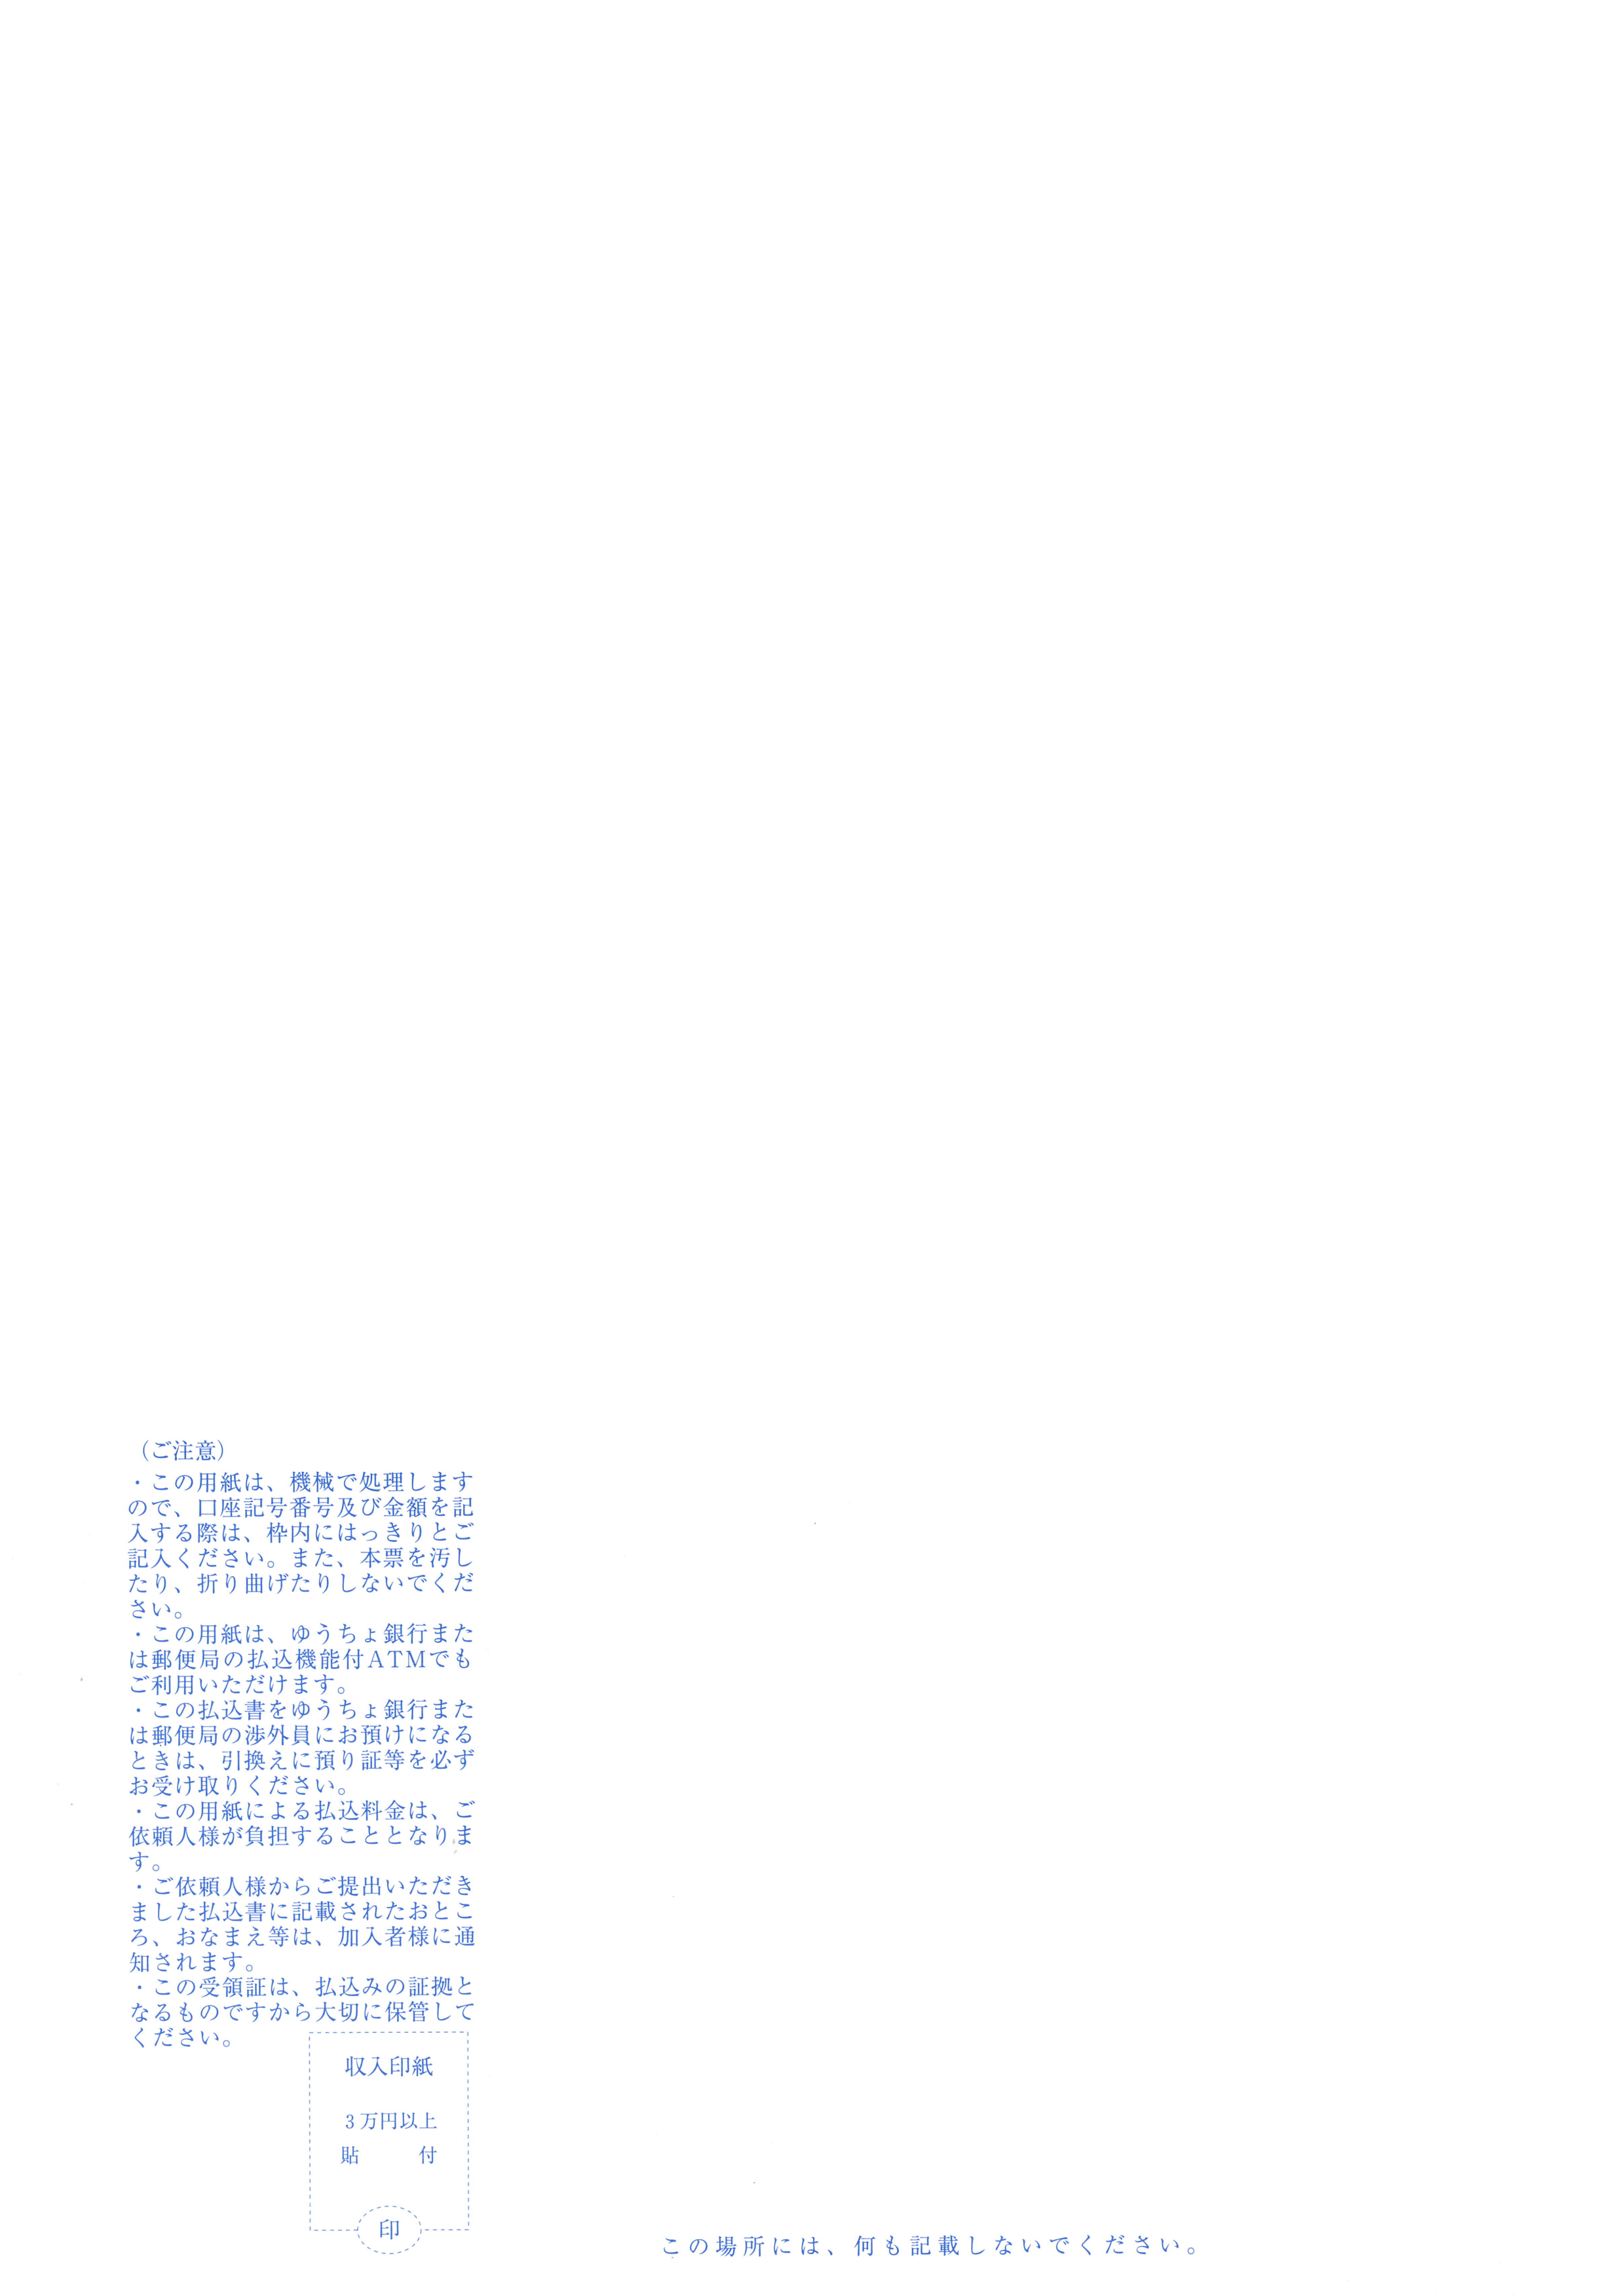 （ご注意）
・この用紙は、機械で処理します
ので、口座記号番号及び金額を記
入する際は、枠内にはっきりとご
記入ください。また、本票を汚し
たり、折り曲げたりしないでくだ
さい。
・この用紙は、ゆうちょ銀行また
は郵便局の払込機能付ATMでも
ご利用いただけます。
・この払込書をゆうちょ銀行また
は郵便局の渉外員にお預けになる
ときは、引換えに預り証等を必ず
お受け取りください。
・この用紙による払込料金は、ご
依頼人様が負担することとなりま
す。
・ご依頼人様からご提出いただき
ました払込書に記載されたおとこ
ろ、おなまえ等は、加入者様に通
知されます。
・この受領証は、払込みの証拠と
なるものですから大切に保管して
ください。
収入印紙
3万円以上
貼　　　付
印
この場所には、何も記載しないでください。